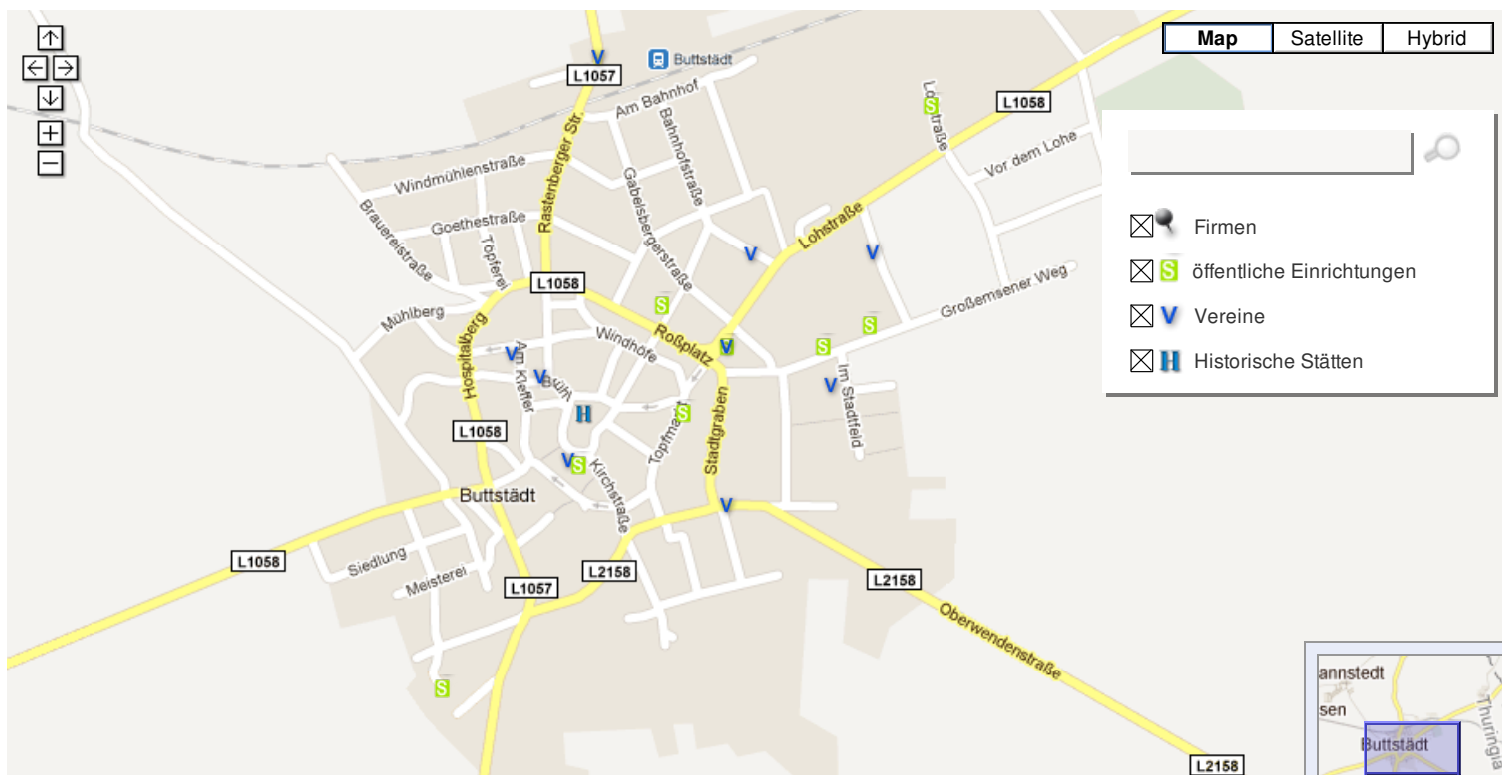 Map
Satellite
Hybrid
Firmen
S öffentliche Einrichtungen
V Vereine
H Historische Stätten
V
L1057
Buttstädt
Am Bahnhof
Bahnhofstraße
S
L1058
Vor dem Lohe
Windmühlenstraße
Rastenberger Str.
Gabelsbergerstraße
Brauereistraße
Goethestraße
Töpferei
Lohstraße
V
V
Großemsener Weg
L1058
S
Mühlberg
Hospitalberg
Windhöfe
Roßplatz
V
S
S
V
Am Kleffer
V
Brühl
V
Im Stadtfeld
H
S
Topfmarkt
Stadtgraben
L1058
V
S
Kirchstraße
Buttstädt
V
L1058
Siedlung
Meisterei
L1057
L2158
L2158
Oberwendenstraße
S
L2158
annstedt
sen
Buttstädt
Thuringia